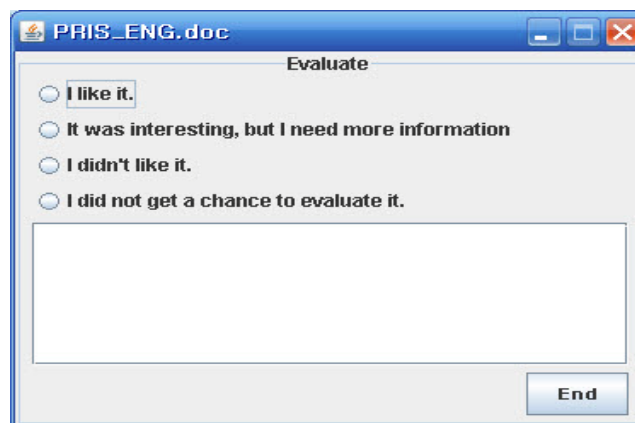 PRIS_ENG.doc
Evaluate
I like it.
It was interesting, but I need more information
I didn't like it.
I did not get a chance to evaluate it.
End